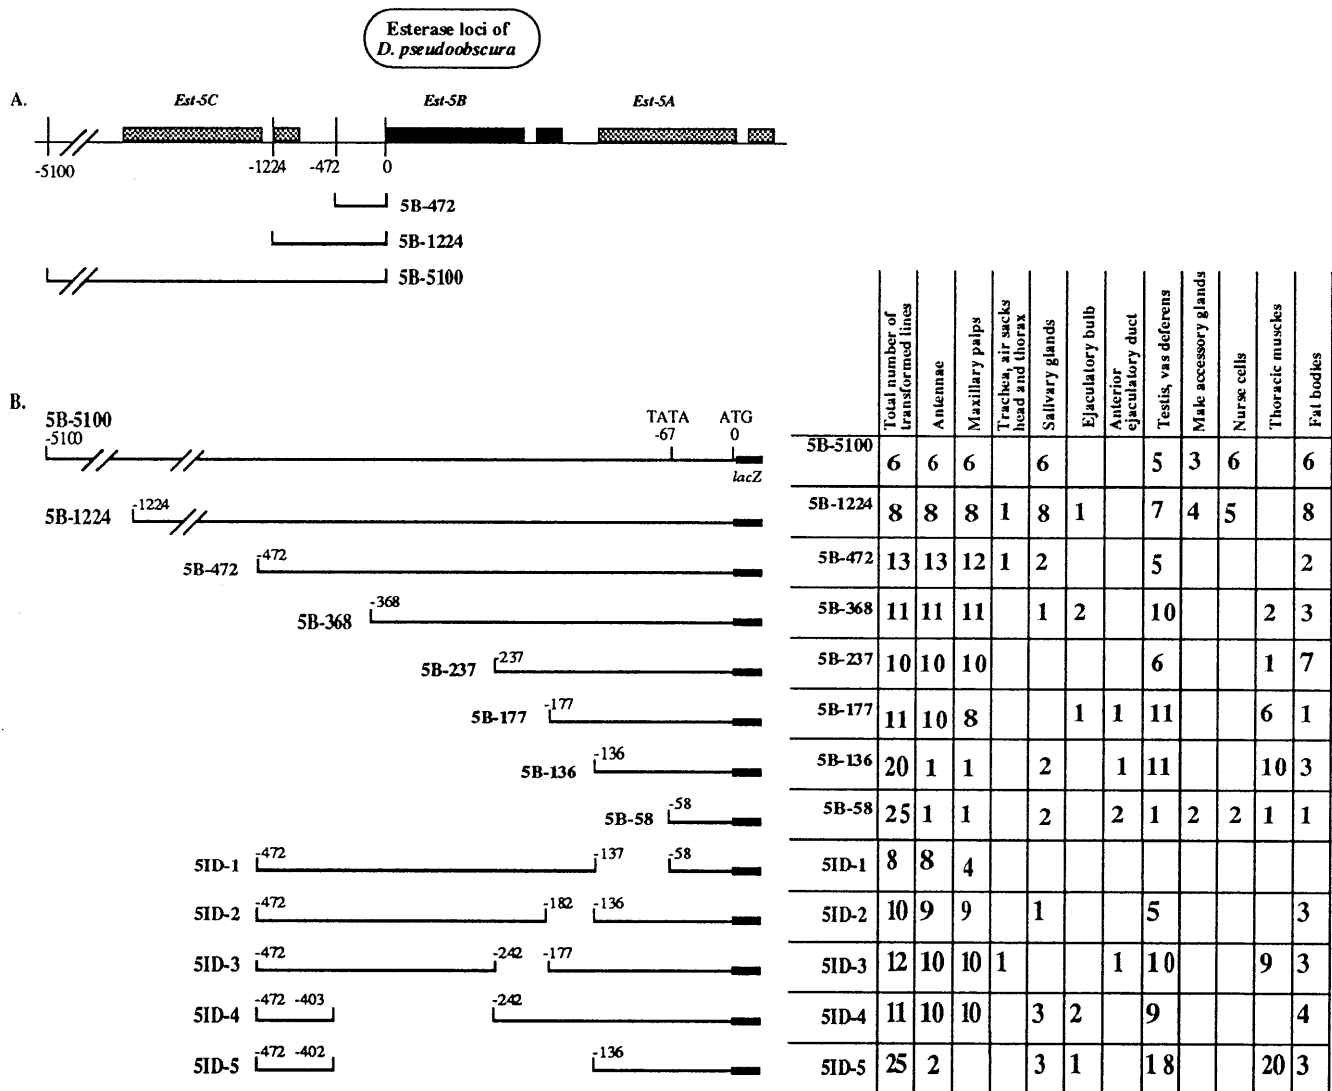 Esterase loci of
D. pseudoobscura
A.
Est-5C Est-5B Est-5A
-5100 -1224 -472 0
5B-472
5B-1224
5B-5100
Total number of transformed lines
Antennae
Maxillary palps
Trachea, air sacks head and thorax
Salivary glands
Ejaculatory bulb
Anterior ejaculatory duct
Testis, vas deferens
Male accessory glands
Nurse cells
Thoracic muscles
Fat bodies
B.
5B-5100
-5100
TATA ATG
-67 0
lacZ
5B-5100 6 6 6 6 5 3 6 6
5B-1224 -1224
5B-1224 8 8 8 1 8 1 7 4 5 8
5B-472 -472
5B-472 13 13 12 1 2 5 2
5B-368 -368
5B-368 11 11 11 1 2 10 2 3
5B-237 -237
5B-237 10 10 10 6 1 7
5B-177 -177
5B-177 11 10 8 1 1 11 6 1
5B-136 -136
5B-136 20 1 1 2 1 11 10 3
5B-58 -58
5B-58 25 1 1 2 2 1 2 2 1 1
5ID-1 -472 -137 -58
5ID-1 8 8 4
5ID-2 -472 -182 -136
5ID-2 10 9 9 1 5 3
5ID-3 -472 -242 -177
5ID-3 12 10 10 1 1 10 9 3
5ID-4 -472 -403 -242
5ID-4 11 10 10 3 2 9 4
5ID-5 -472 -402 -136
5ID-5 25 2 3 1 18 20 3